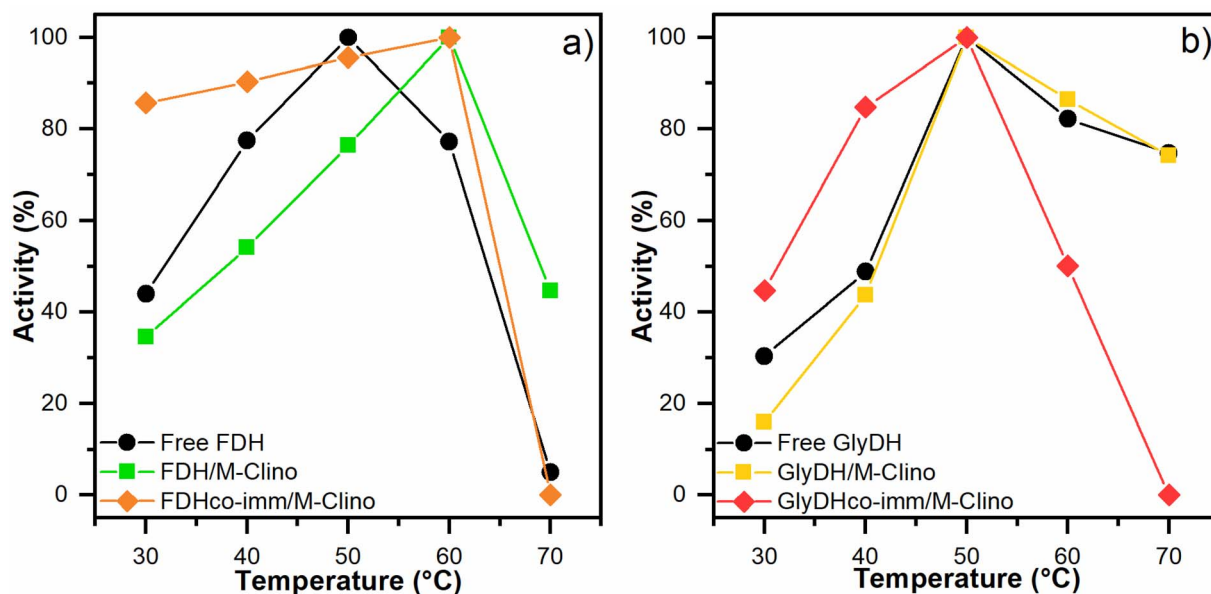 a)
Activity (%)
100
80
60
40
20
0
Free FDH
FDH/M-Clino
FDHco-imm/M-Clino
30 40 50 60 70
Temperature (°C)
b)
Activity (%)
100
80
60
40
20
0
Free GlyDH
GlyDH/M-Clino
GlyDHco-imm/M-Clino
30 40 50 60 70
Temperature (°C)